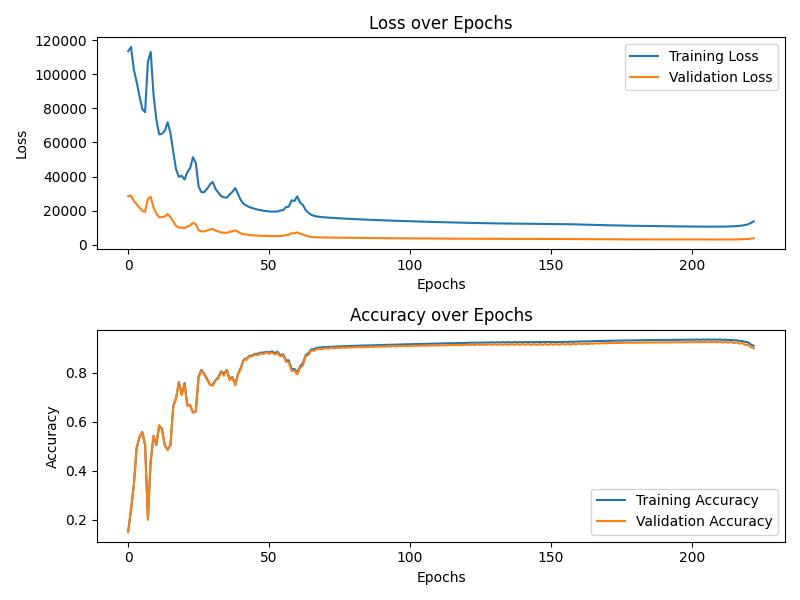 Loss over Epochs
120000
100000
80000
60000
40000
20000
0
Loss
Training Loss
Validation Loss
0 50 100 150 200
Epochs
Accuracy over Epochs
0.8
0.6
0.4
0.2
Accuracy
Training Accuracy
Validation Accuracy
0 50 100 150 200
Epochs